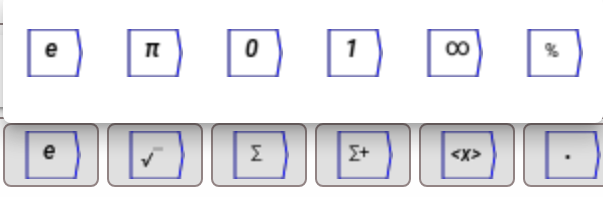 e π 0 1 ∞ %
e √ Σ Σ+ <x> .